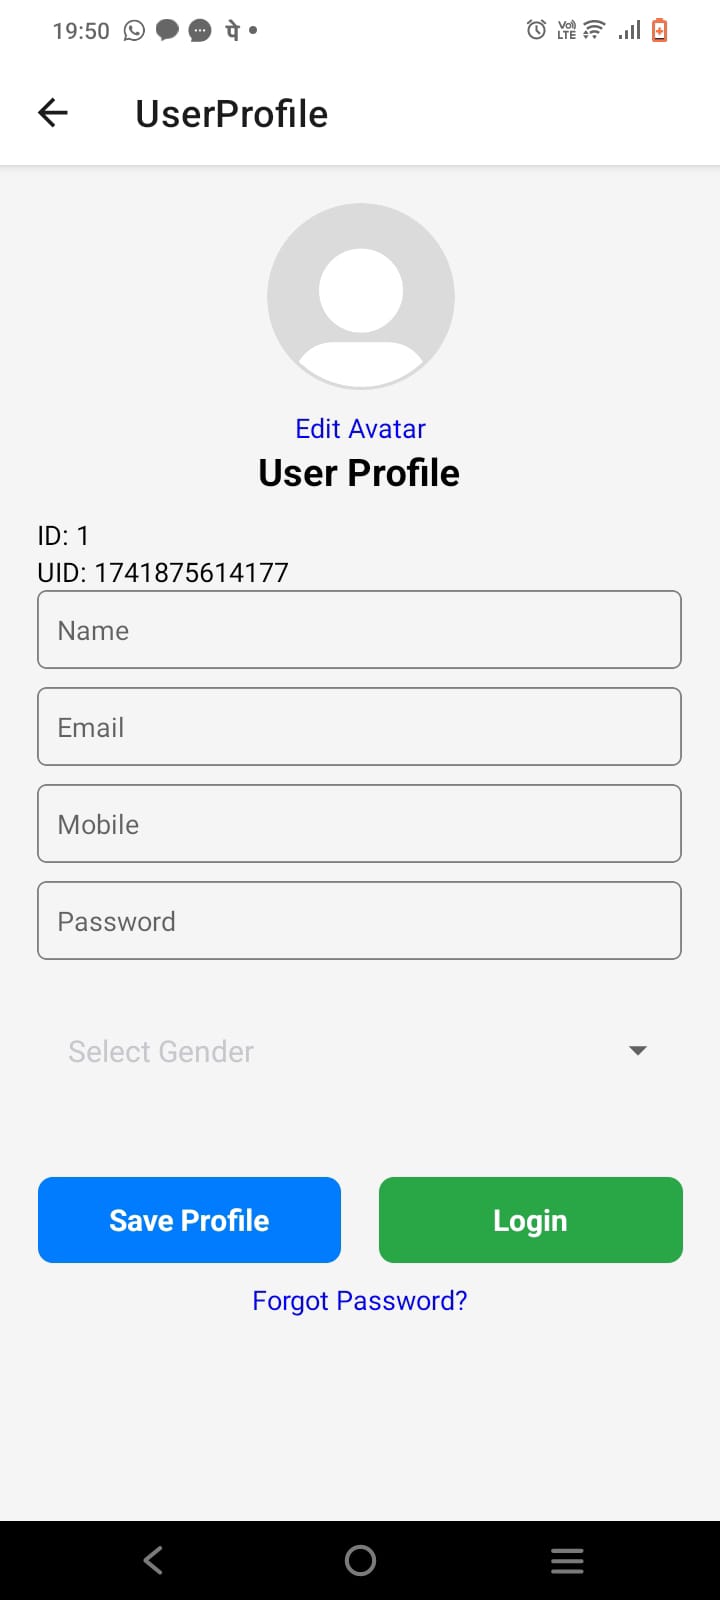 19:50 पे Vo) LTE
UserProfile
Edit Avatar
User Profile
ID: 1
UID: 1741875614177
Name
Email
Mobile
Password
Select Gender
Save Profile Login
Forgot Password?